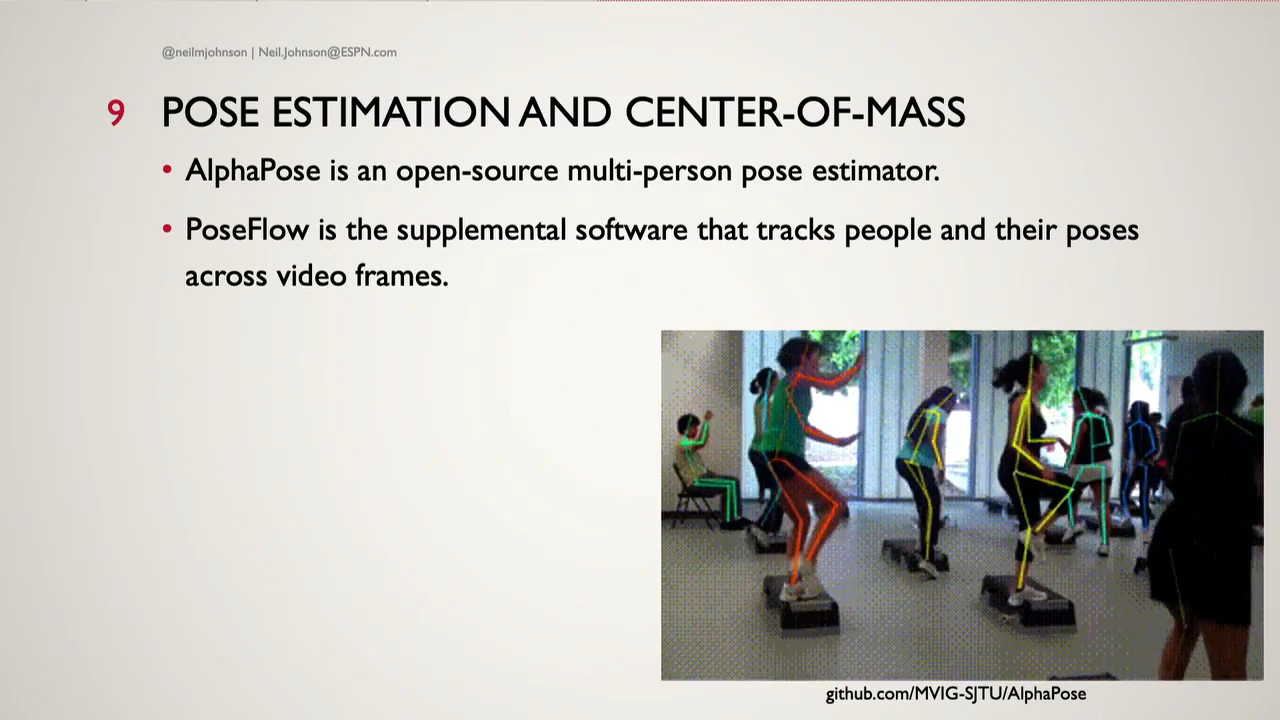 @neilmjohnson | Neil.Johnson@ESPN.com
9 POSE ESTIMATION AND CENTER-OF-MASS
• AlphaPose is an open-source multi-person pose estimator.
• PoseFlow is the supplemental software that tracks people and their poses
across video frames.
github.com/MVIG-SJTU/AlphaPose